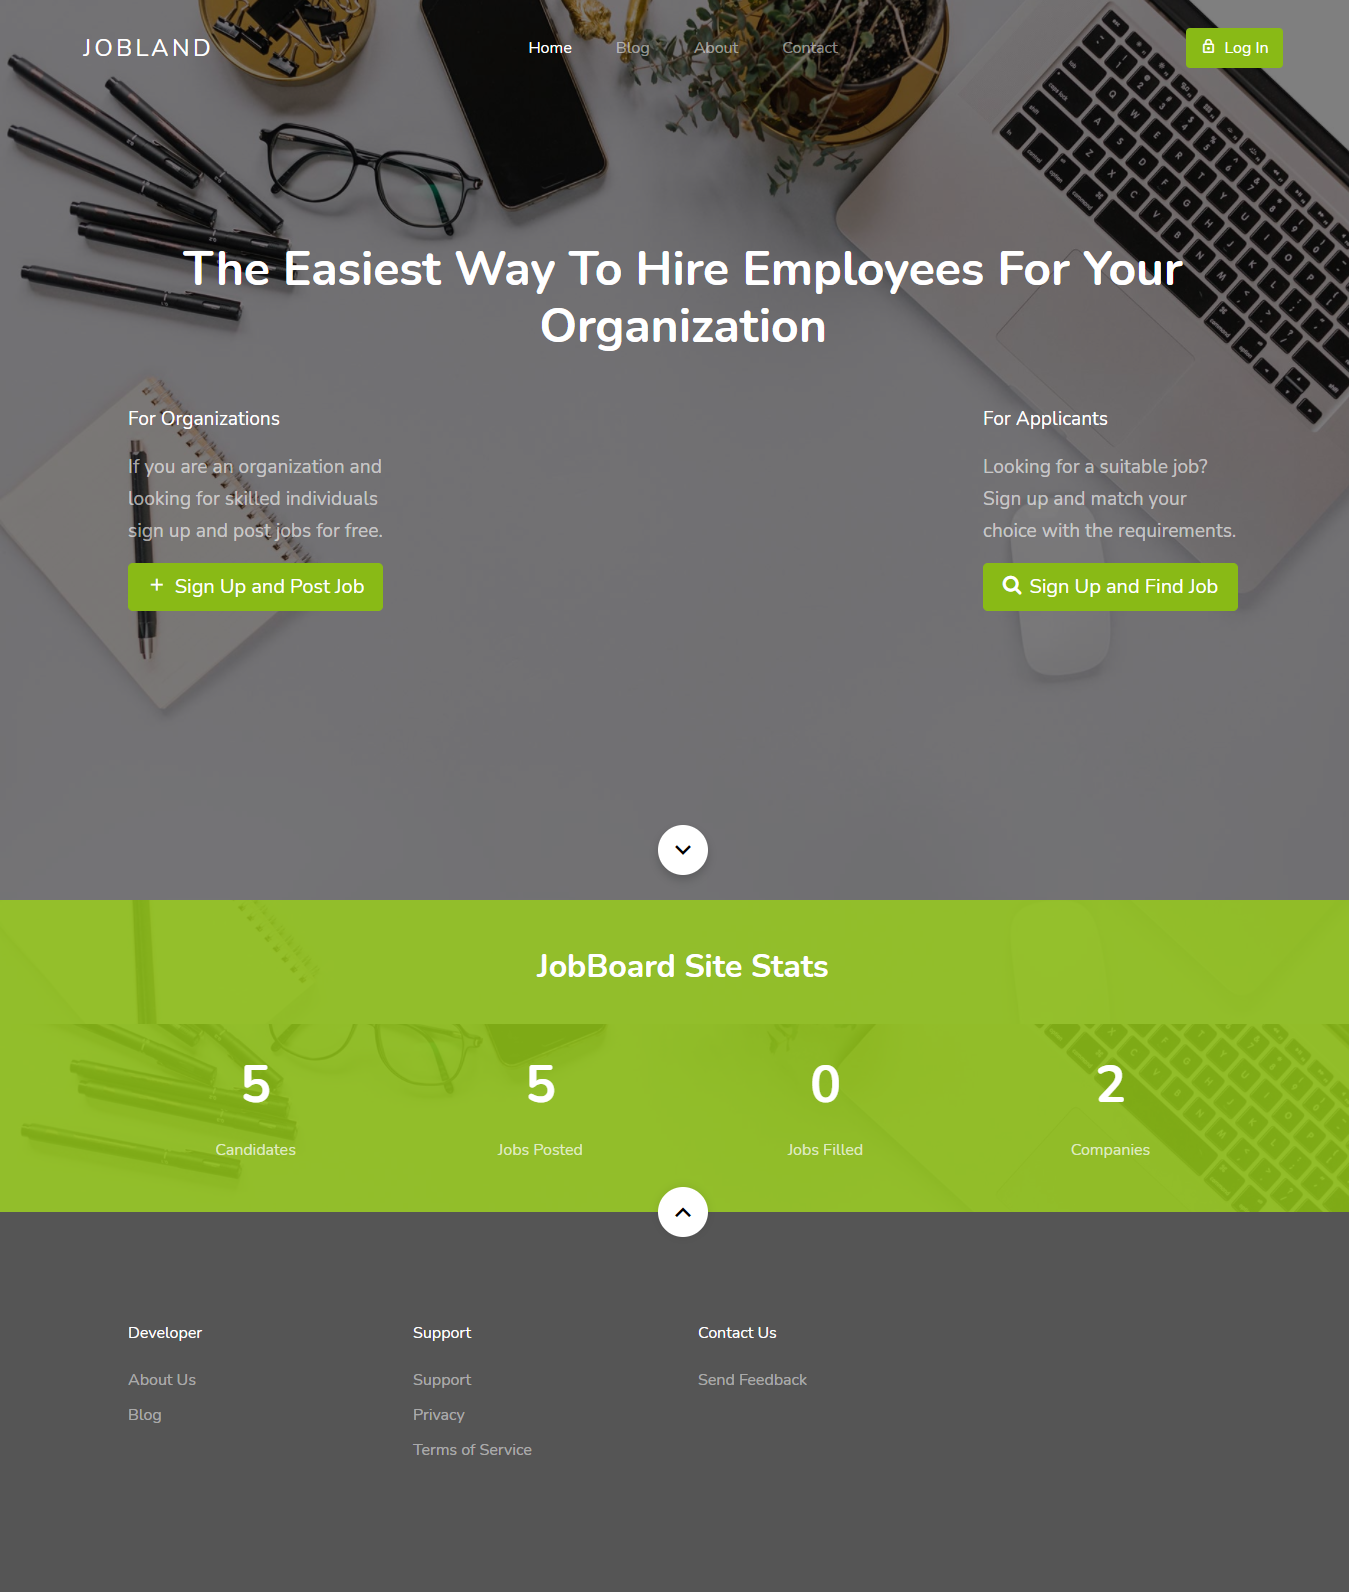 JOBLAND
Home Blog About Contact
Log In
The Easiest Way To Hire Employees For Your
Organization
For Organizations
If you are an organization and
looking for skilled individuals
sign up and post jobs for free.
Sign Up and Post Job
For Applicants
Looking for a suitable job?
Sign up and match your
choice with the requirements.
Sign Up and Find Job
JobBoard Site Stats
5
Candidates
5
Jobs Posted
0
Jobs Filled
2
Companies
Developer
About Us
Blog
Support
Support
Privacy
Terms of Service
Contact Us
Send Feedback